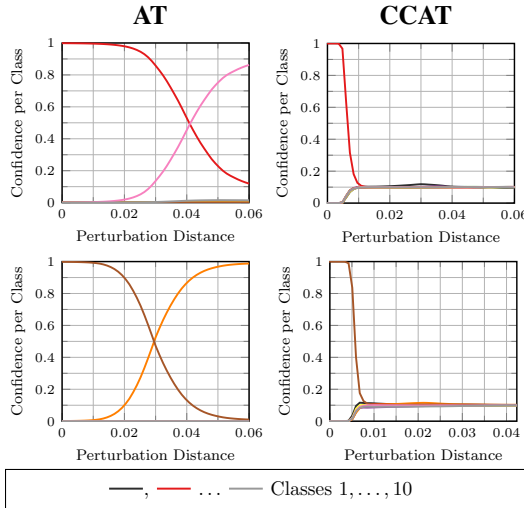 AT
CCAT
Confidence per Class
1
0.8
0.6
0.4
0.2
0
0 0.02 0.04 0.06
Perturbation Distance
Confidence per Class
1
0.8
0.6
0.4
0.2
0
0 0.02 0.04 0.06
Perturbation Distance
Confidence per Class
1
0.8
0.6
0.4
0.2
0
0 0.02 0.04 0.06
Perturbation Distance
Confidence per Class
1
0.8
0.6
0.4
0.2
0
0 0.01 0.02 0.03 0.04
Perturbation Distance
, ... Classes 1, ..., 10